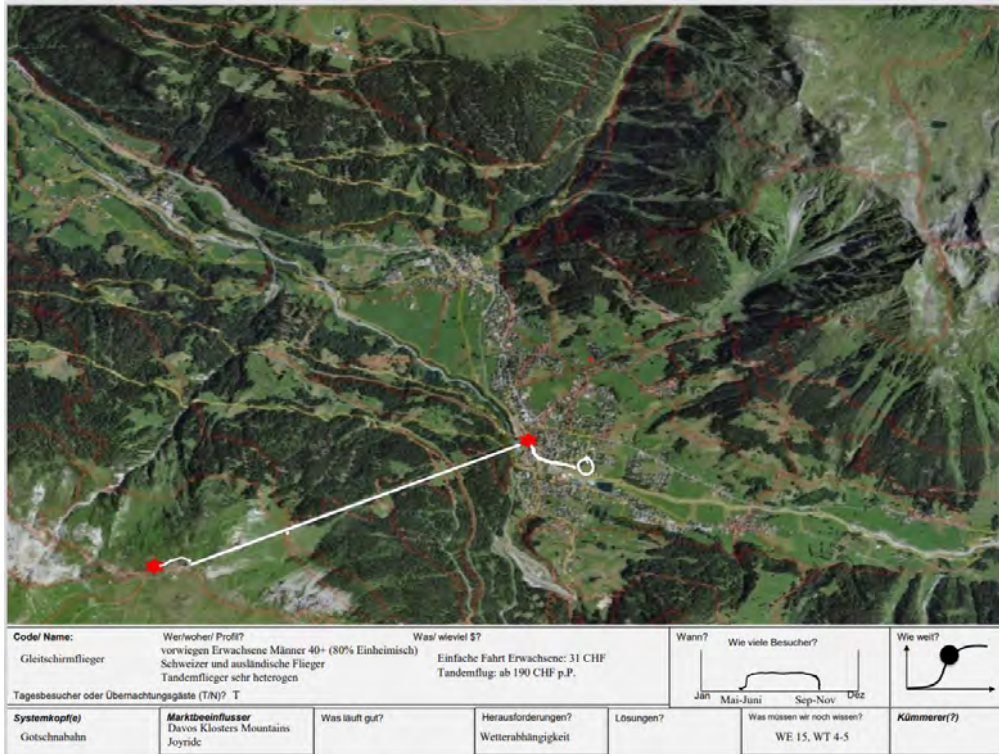 Code/ Name:
Gleitschirmflieger
Wer/woher/ Profil?
vorwiegen Erwachsene Männer 40+ (80% Einheimisch)
Schweizer und ausländische Flieger
Tandemflieger sehr heterogen
Was/ wieviel $?
Einfache Fahrt Erwachsene: 31 CHF
Tandemflug: ab 190 CHF p.P.
Tagesbesucher oder Übernachtungsgäste (T/N)? T
Wann?
Wie viele Besucher?
Jan
Mai-Juni
Sep-Nov
Dez
Wie weit?
Systemkopf(e)
Gotschnabahn
Marktbeeinflusser
Davos Klosters Mountains
Joyride
Was läuft gut?
Herausforderungen?
Wetterabhängigkeit
Lösungen?
Was müssen wir noch wissen?
WE 15, WT 4-5
Kümmerer(?)